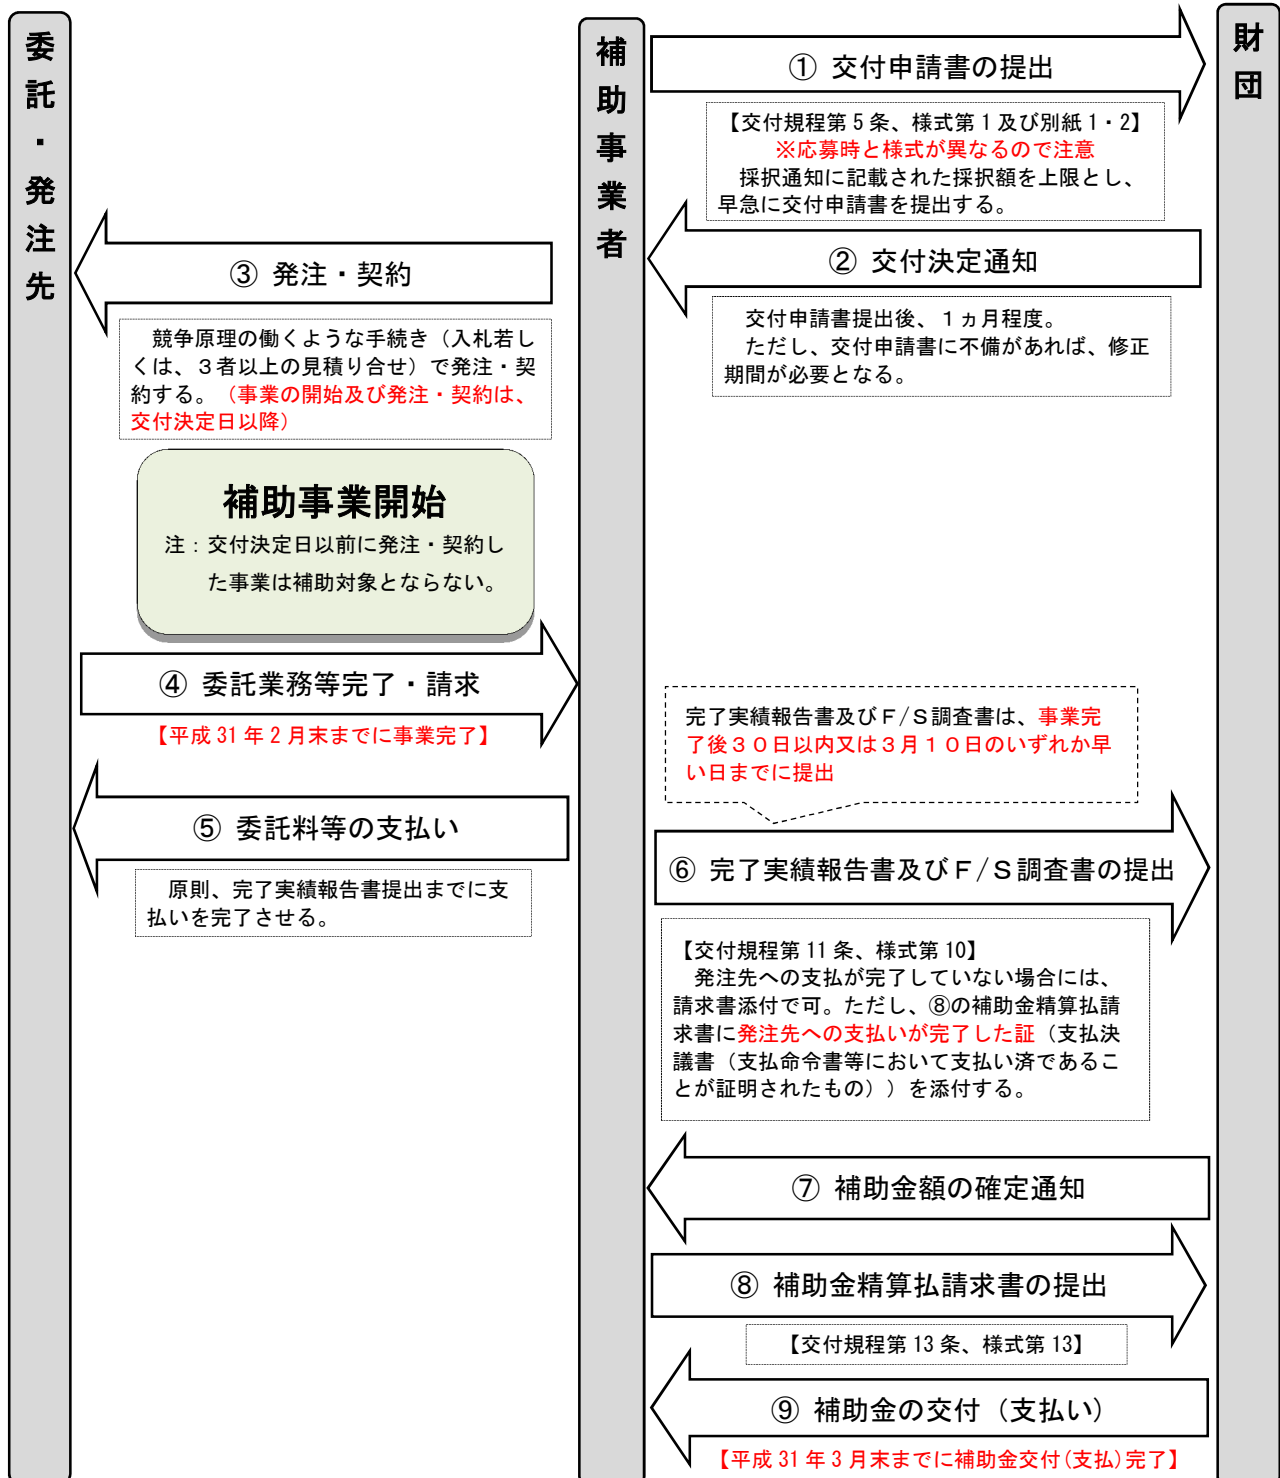 委託・発注先
補助事業者
財団
① 交付申請書の提出
【交付規程第5条、様式第1及び別紙1・2】
※応募時と様式が異なるので注意
採択通知に記載された採択額を上限とし、
早急に交付申請書を提出する。
② 交付決定通知
交付申請書提出後、1ヵ月程度。
ただし、交付申請書に不備があれば、修正
期間が必要となる。
③ 発注・契約
競争原理の働くような手続き（入札若し
くは、３者以上の見積り合せ）で発注・契
約する。（事業の開始及び発注・契約は、
交付決定日以降）
補助事業開始
注：交付決定日以前に発注・契約し
た事業は補助対象とならない。
④ 委託業務等完了・請求
【平成31年2月末までに事業完了】
⑤ 委託料等の支払い
原則、完了実績報告書提出までに支
払いを完了させる。
完了実績報告書及びＦ/Ｓ調査書は、事業完
了後３０日以内又は３月１０日のいずれか早
い日までに提出
⑥ 完了実績報告書及びＦ/Ｓ調査書の提出
【交付規程第11条、様式第10】
発注先への支払が完了していない場合には、
請求書添付で可。ただし、⑧の補助金精算払請
求書に発注先への支払いが完了した証（支払決
議書（支払命令書等において支払い済であるこ
とが証明されたもの））を添付する。
⑦ 補助金額の確定通知
⑧ 補助金精算払請求書の提出
【交付規程第13条、様式第13】
⑨ 補助金の交付（支払い）
【平成31年3月末までに補助金交付(支払)完了】